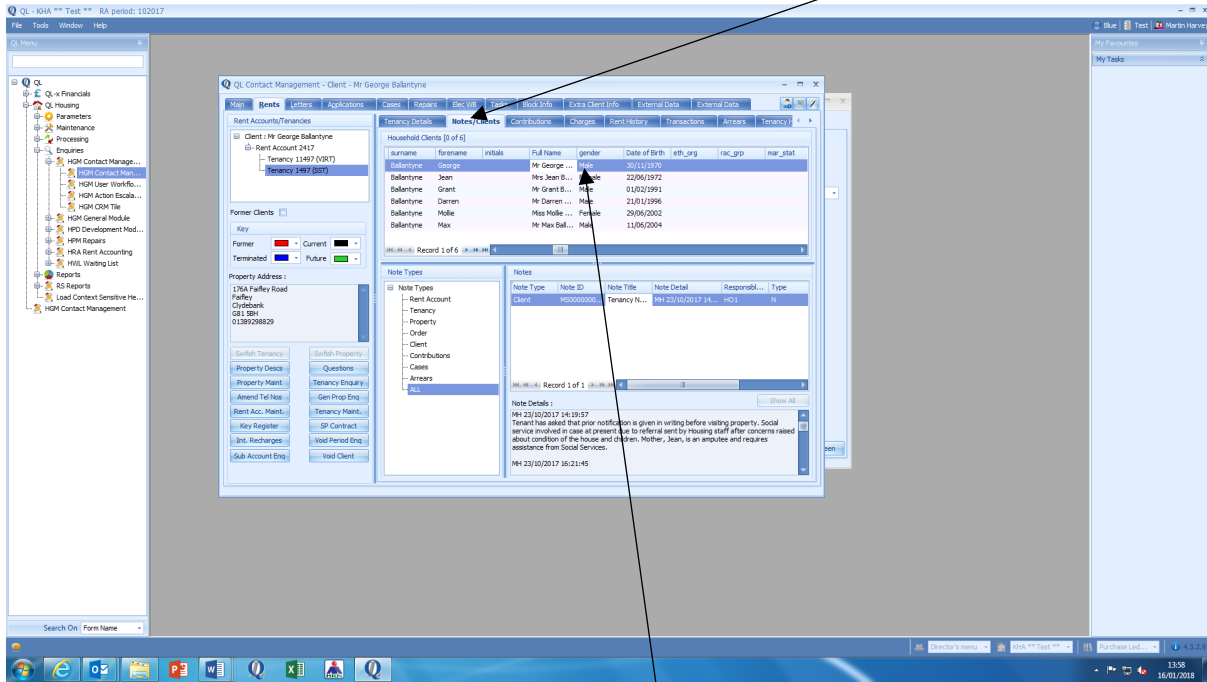 QL - KHA ** Test ** RA period: 102017
File Tools Window Help
Blue Test Martin Harvey
QL Menu
My Favourites
My Tasks
QL
QL-x Financials
QL Housing
Parameters
Maintenance
Processing
Enquiries
HGM Contact Manage...
HGM Contact Man...
HGM User Workflo...
HGM Action Escala...
HGM CRM Tile
HGM General Module
HPD Development Mod...
HPM Repairs
HRA Rent Accounting
HWL Waiting List
Reports
RS Reports
Load Context Sensitive He...
HGM Contact Management
Search On Form Name
QL Contact Management - Client - Mr George Ballantyne
Main Rents Letters Applications Cases Repairs Elec WB Tasks Block Info Extra Client Info External Data External Data
Rent Accounts/Tenancies
Client : Mr George Ballantyne
Rent Account 2417
Tenancy 11497 (VIRT)
Tenancy 1497 (SST)
Former Clients
Key
Former Current
Terminated Future
Property Address :
176A Faifley Road
Faifley
Clydebank
G81 5BH
01389298829
Swfish Tenancy Swfish Property
Property Descs Questions
Property Maint Tenancy Enquiry
Amend Tel Nos Gen Prop Enq
Rent Acc. Maint. Tenancy Maint.
Key Register SP Contract
Int. Recharges Void Period Enq
Sub Account Enq Void Client
Tenancy Details Notes/Clients Contributions Charges Rent History Transactions Arrears Tenancy H
Household Clients [0 of 6]
surname forename initials Full Name gender Date of Birth eth_org rac_grp mar_stat
Ballantyne George Mr George ... Male 30/11/1970
Ballantyne Jean Mrs Jean B... Female 22/06/1972
Ballantyne Grant Mr Grant B... Male 01/02/1991
Ballantyne Darren Mr Darren ... Male 21/01/1996
Ballantyne Mollie Miss Mollie ... Female 29/06/2002
Ballantyne Max Mr Max Ball... Male 11/06/2004
Record 1 of 6
Note Types
Note Types
Rent Account
Tenancy
Property
Order
Client
Contributions
Cases
Arrears
ALL
Notes
Note Type Note ID Note Title Note Detail Responsibl... Type
Client MS0000000... Tenancy N... MH 23/10/2017 14... HO1 N
Record 1 of 1
Note Details : Show All
MH 23/10/2017 14:19:57
Tenant has asked that prior notification is given in writing before visiting property. Social
service involved in case at present due to referral sent by Housing staff after concerns raised
about condition of the house and children. Mother, Jean, is an amputee and requires
assistance from Social Services.
MH 23/10/2017 16:21:45
een
Director's menu KHA ** Test ** Purchase Led... 4.3.2.9
13:58
16/01/2018